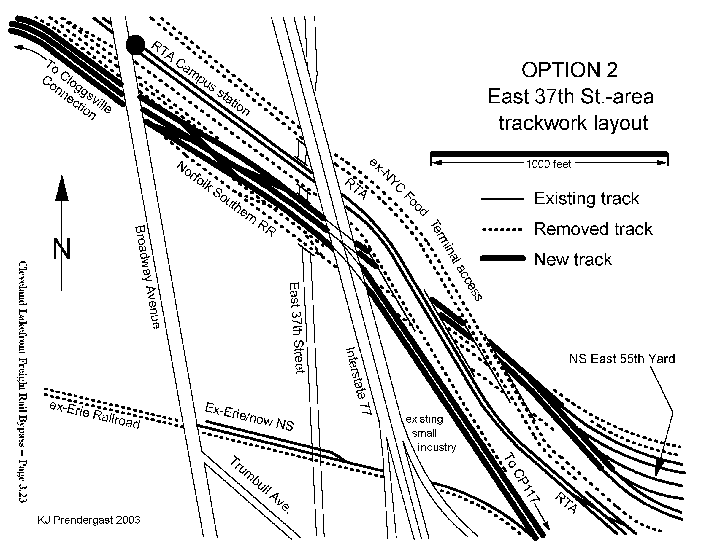 OPTION 2
East 37th St.-area
trackwork layout
1000 feet
Existing track
Removed track
New track
RTA Campus station
To Cloggsville
Connection
Norfolk Southern RR
RTA
ex-NYC Food Terminal access
N
Broadway Avenue
East 37th Street
Interstate 77
NS East 55th Yard
ex-Erie Railroad
Ex-Erie/now NS
existing
small
industry
Trumbull Ave.
To CP117
RTA
Cleveland Lakefront Freight Rail Bypass – Page 3.23
KJ Prendergast 2003